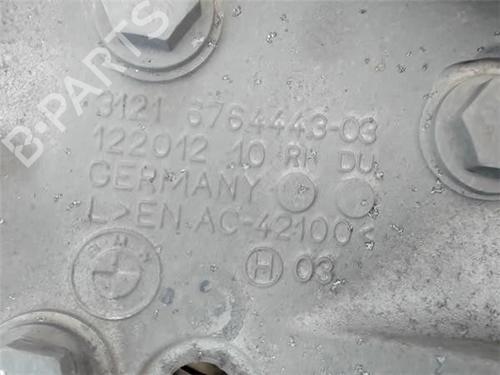 3121 6764443-03
122012 10 RH DU
GERMANY
L>EN AC-42100<
BMW
H 03
B-Parts